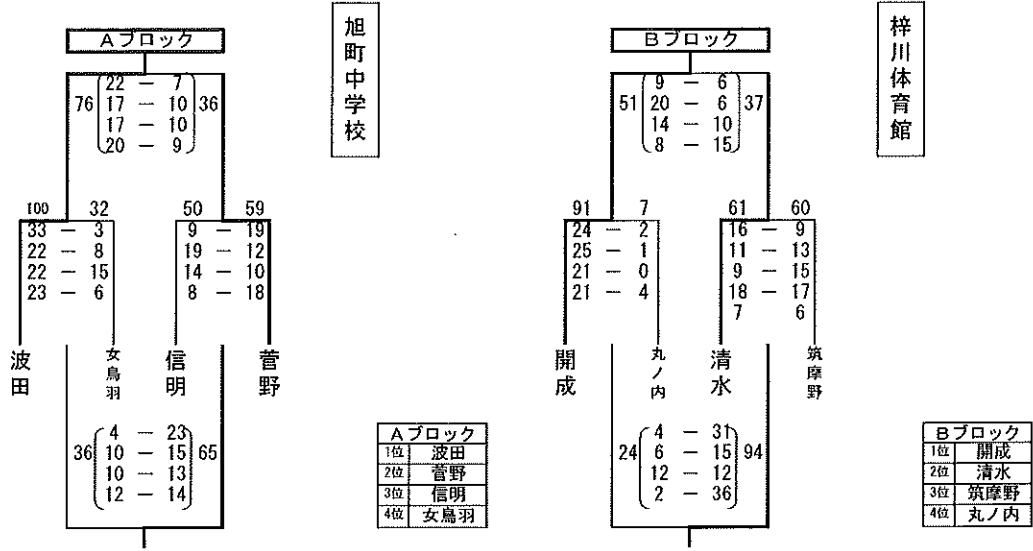 Aブロック
旭町中学校
76
22 － 7
17 － 10
17 － 10
20 － 9
36
100 32
33 － 3
22 － 8
22 － 15
23 － 6
50 59
9 － 19
19 － 12
14 － 10
8 － 18
波田
女鳥羽
信明
菅野
36
4 － 23
10 － 15
10 － 13
12 － 14
65
Aブロック
1位 波田
2位 菅野
3位 信明
4位 女鳥羽
Bブロック
梓川体育館
51
9 － 6
20 － 6
14 － 10
8 － 15
37
91 7
24 － 2
25 － 1
21 － 0
21 － 4
61 60
16 － 9
11 － 13
9 － 15
18 － 17
7 6
開成
丸ノ内
清水
筑摩野
24
4 － 31
6 － 15
12 － 12
2 － 36
94
Bブロック
1位 開成
2位 清水
3位 筑摩野
4位 丸ノ内